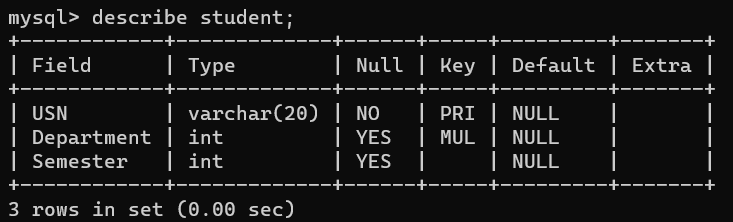 mysql> describe student;
+------------+-------------+------+-----+---------+-------+
| Field      | Type        | Null | Key | Default | Extra |
+------------+-------------+------+-----+---------+-------+
| USN        | varchar(20) | NO   | PRI | NULL    |       |
| Department | int         | YES  | MUL | NULL    |       |
| Semester   | int         | YES  |     | NULL    |       |
+------------+-------------+------+-----+---------+-------+
3 rows in set (0.00 sec)